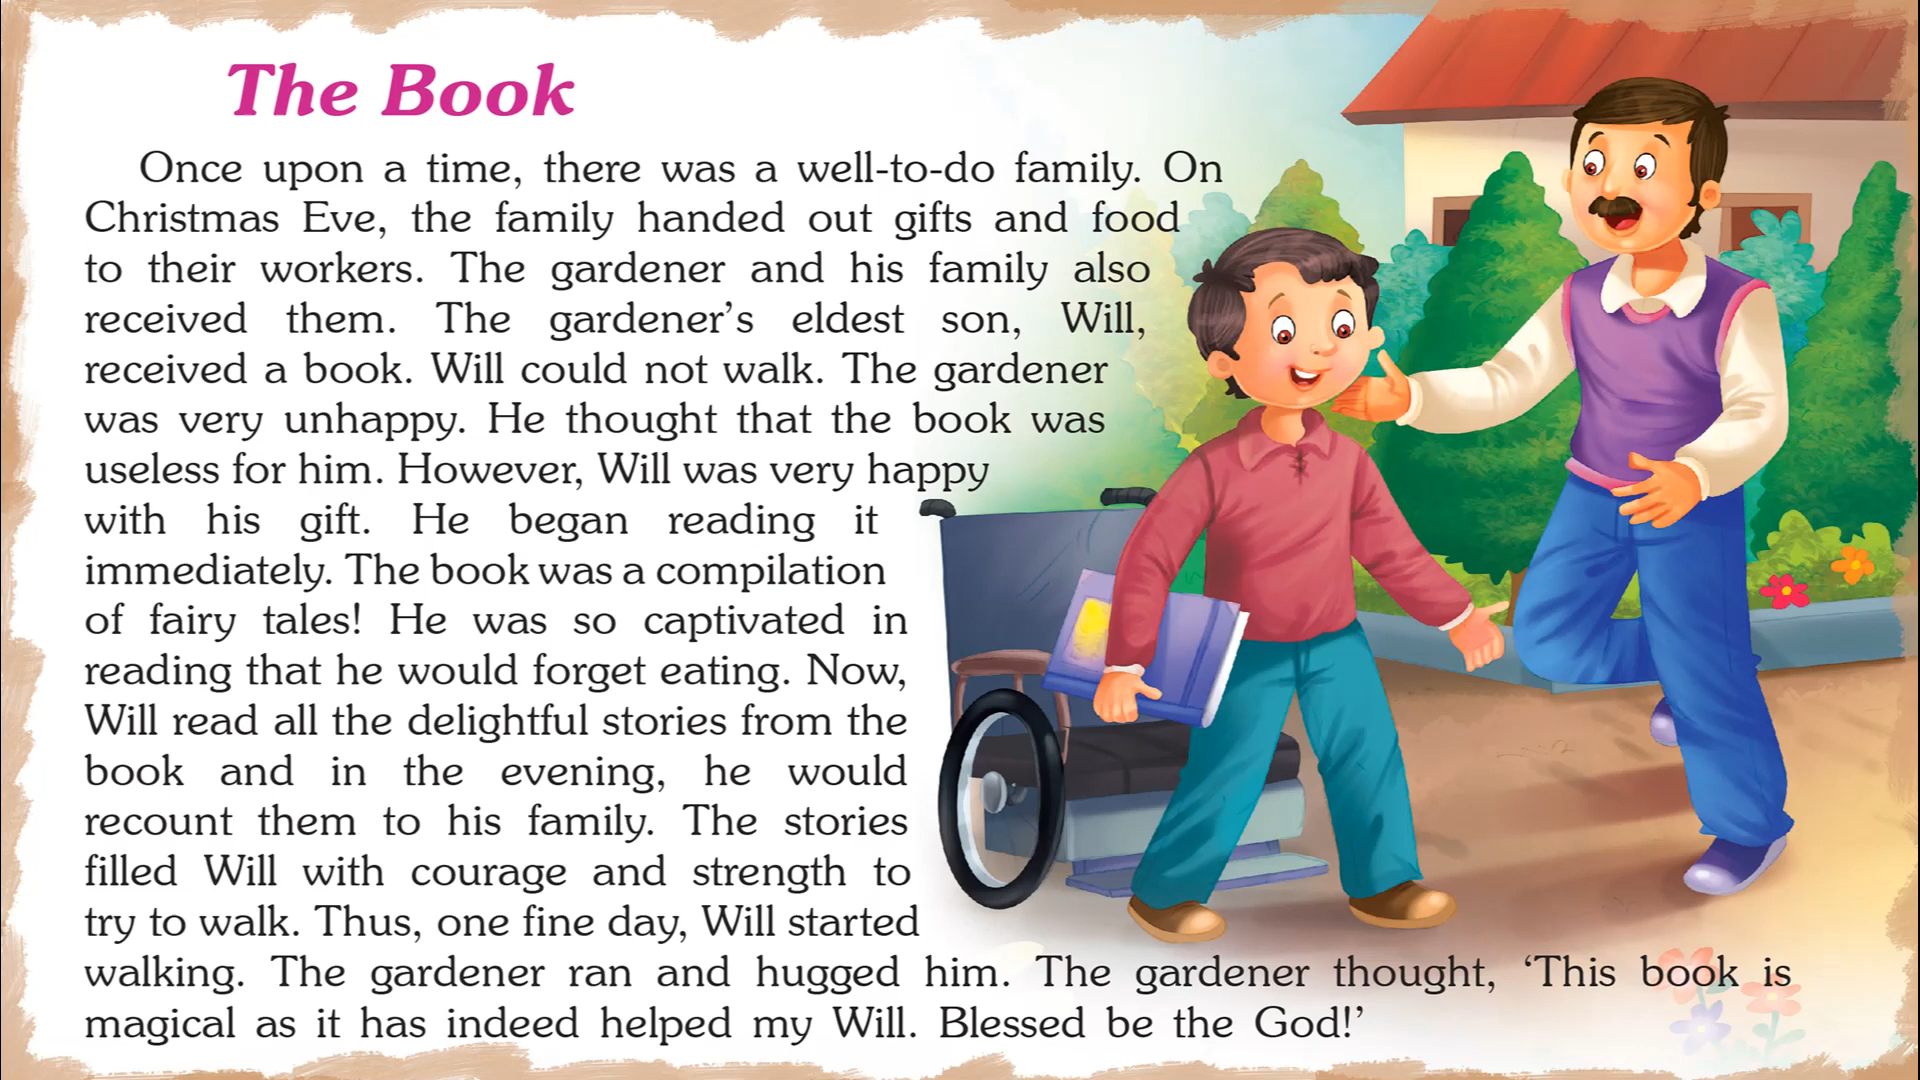 The Book
Once upon a time, there was a well-to-do family. On
Christmas Eve, the family handed out gifts and food
to their workers. The gardener and his family also
received them. The gardener’s eldest son, Will,
received a book. Will could not walk. The gardener
was very unhappy. He thought that the book was
useless for him. However, Will was very happy
with his gift. He began reading it
immediately. The book was a compilation
of fairy tales! He was so captivated in
reading that he would forget eating. Now,
Will read all the delightful stories from the
book and in the evening, he would
recount them to his family. The stories
filled Will with courage and strength to
try to walk. Thus, one fine day, Will started
walking. The gardener ran and hugged him. The gardener thought, ‘This book is
magical as it has indeed helped my Will. Blessed be the God!’